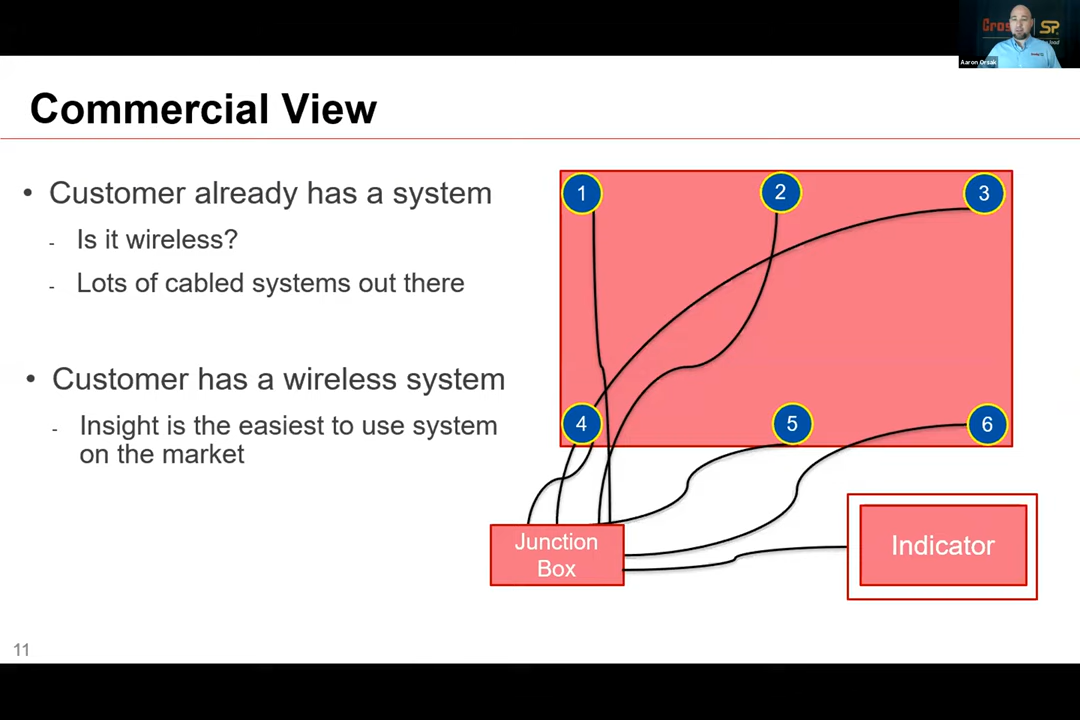 Aaron Orsak
Commercial View
• Customer already has a system
- Is it wireless?
- Lots of cabled systems out there
• Customer has a wireless system
- Insight is the easiest to use system
on the market
1
2
3
4
5
6
Junction
Box
Indicator
11
SP